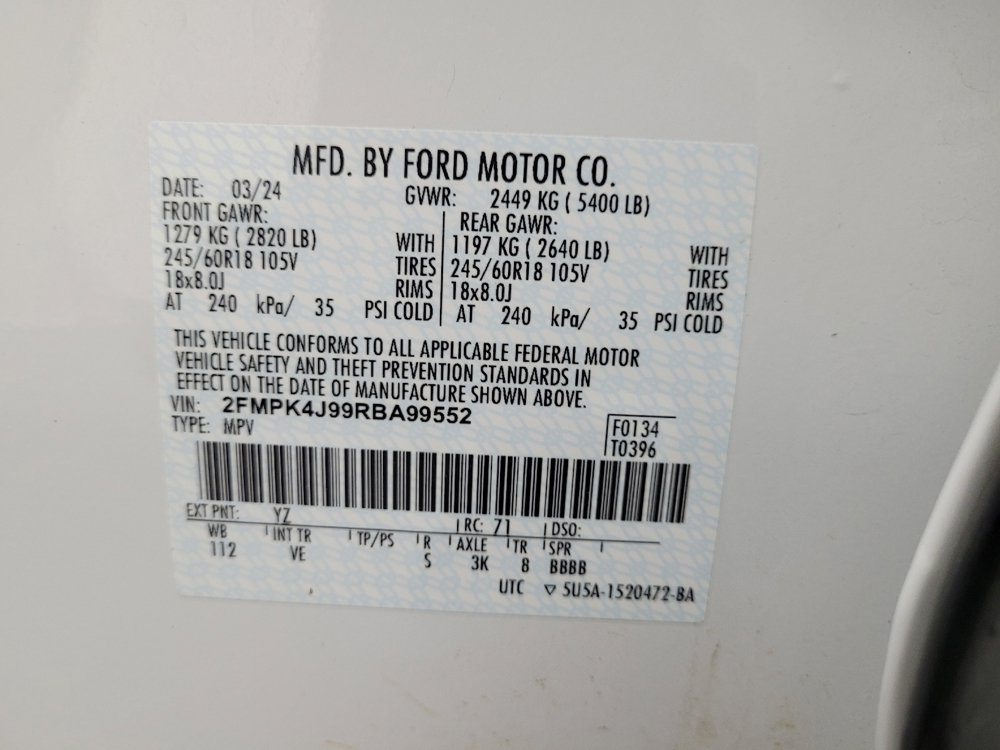 MFD. BY FORD MOTOR CO.
DATE: 03/24 GVWR: 2449 KG ( 5400 LB)
FRONT GAWR: REAR GAWR:
1279 KG ( 2820 LB) WITH 1197 KG ( 2640 LB) WITH
245/60R18 105V TIRES 245/60R18 105V TIRES
18x8.0J RIMS 18x8.0J RIMS
AT 240 kPa/ 35 PSI COLD AT 240 kPa/ 35 PSI COLD
THIS VEHICLE CONFORMS TO ALL APPLICABLE FEDERAL MOTOR
VEHICLE SAFETY AND THEFT PREVENTION STANDARDS IN
EFFECT ON THE DATE OF MANUFACTURE SHOWN ABOVE.
VIN: 2FMPK4J99RBA99552
TYPE: MPV
F0134
T0396
EXT PNT: YZ RC: 71 DSO:
WB INT TR TP/PS R AXLE TR SPR
112 VE S 3K 8 BBBB
UTC ▽ 5U5A-1520472-BA